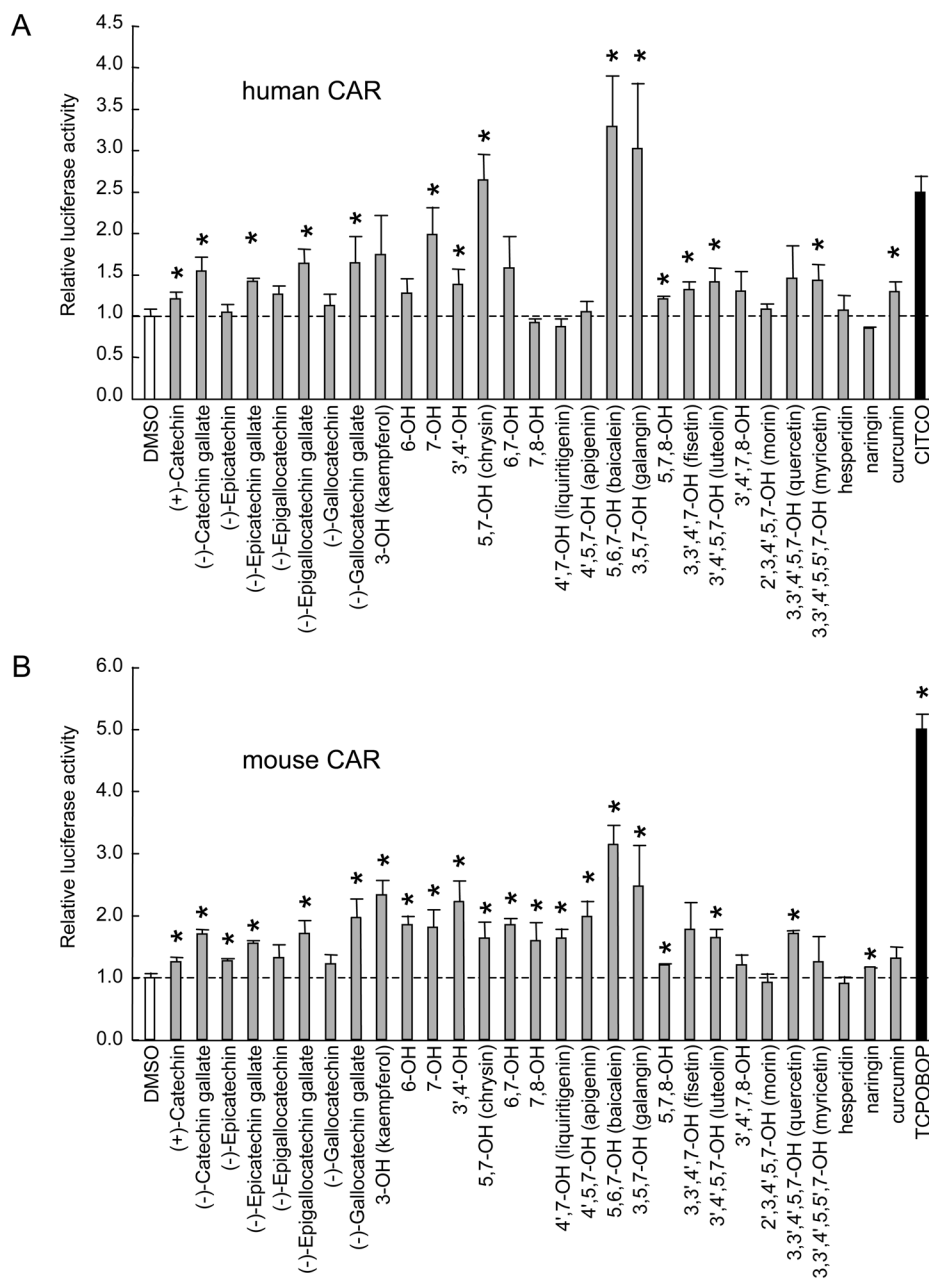 A
human CAR
Relative luciferase activity
4.5
4.0
3.5
3.0
2.5
2.0
1.5
1.0
0.5
0.0
* * * * * * * * * * * * * * *
DMSO
(+)-Catechin
(-)-Catechin gallate
(-)-Epicatechin
(-)-Epicatechin gallate
(-)-Epigallocatechin
(-)-Epigallocatechin gallate
(-)-Gallocatechin
(-)-Gallocatechin gallate
3-OH (kaempferol)
6-OH
7-OH
3',4'-OH
5,7-OH (chrysin)
6,7-OH
7,8-OH
4',7-OH (liquiritigenin)
4',5,7-OH (apigenin)
5,6,7-OH (baicalein)
3,5,7-OH (galangin)
5,7,8-OH
3,3',4',7-OH (fisetin)
3',4',5,7-OH (luteolin)
3',4',7,8-OH
2',3,4',5,7-OH (morin)
3,3',4',5,7-OH (quercetin)
3,3',4',5,5',7-OH (myricetin)
hesperidin
naringin
curcumin
CITCO
B
mouse CAR
Relative luciferase activity
6.0
5.0
4.0
3.0
2.0
1.0
0.0
* * * * * * * * * * * * * * * * * * * * * *
DMSO
(+)-Catechin
(-)-Catechin gallate
(-)-Epicatechin
(-)-Epicatechin gallate
(-)-Epigallocatechin
(-)-Epigallocatechin gallate
(-)-Gallocatechin
(-)-Gallocatechin gallate
3-OH (kaempferol)
6-OH
7-OH
3',4'-OH
5,7-OH (chrysin)
6,7-OH
7,8-OH
4',7-OH (liquiritigenin)
4',5,7-OH (apigenin)
5,6,7-OH (baicalein)
3,5,7-OH (galangin)
5,7,8-OH
3,3',4',7-OH (fisetin)
3',4',5,7-OH (luteolin)
3',4',7,8-OH
2',3,4',5,7-OH (morin)
3,3',4',5,7-OH (quercetin)
3,3',4',5,5',7-OH (myricetin)
hesperidin
naringin
curcumin
TCPOBOP